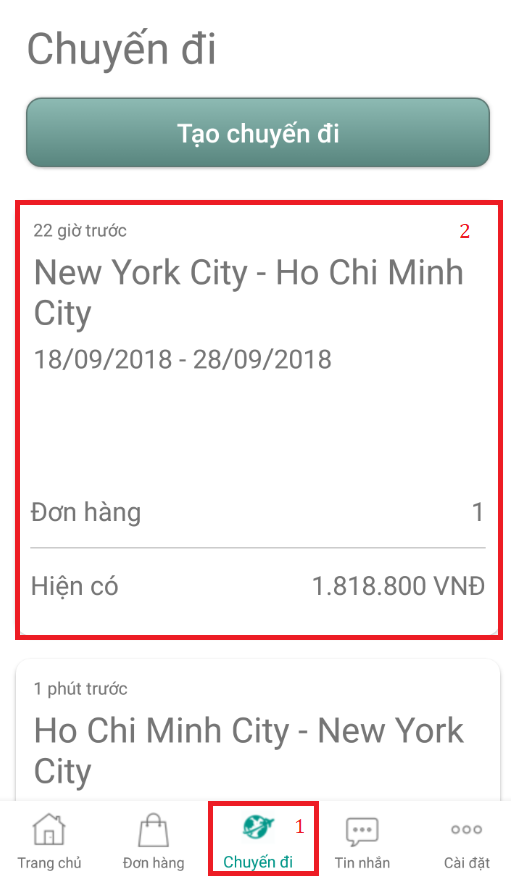 Chuyến đi
Tạo chuyến đi
22 giờ trước
2
New York City - Ho Chi Minh
City
18/09/2018 - 28/09/2018
Đơn hàng 1
Hiện có 1.818.800 VNĐ
1 phút trước
Ho Chi Minh City - New York
City
1
Trang chủ Đơn hàng Chuyến đi Tin nhắn Cài đặt